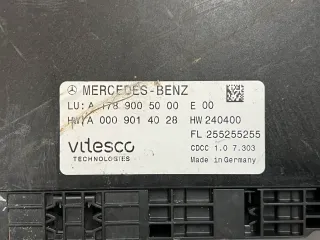 MERCEDES-BENZ
LU: A 178 900 50 00 E 00
HW: A 000 901 40 28 HW 240400
FL 255255255
vitesco
TECHNOLOGIES
CDCC 1.0 7.303
Made in Germany